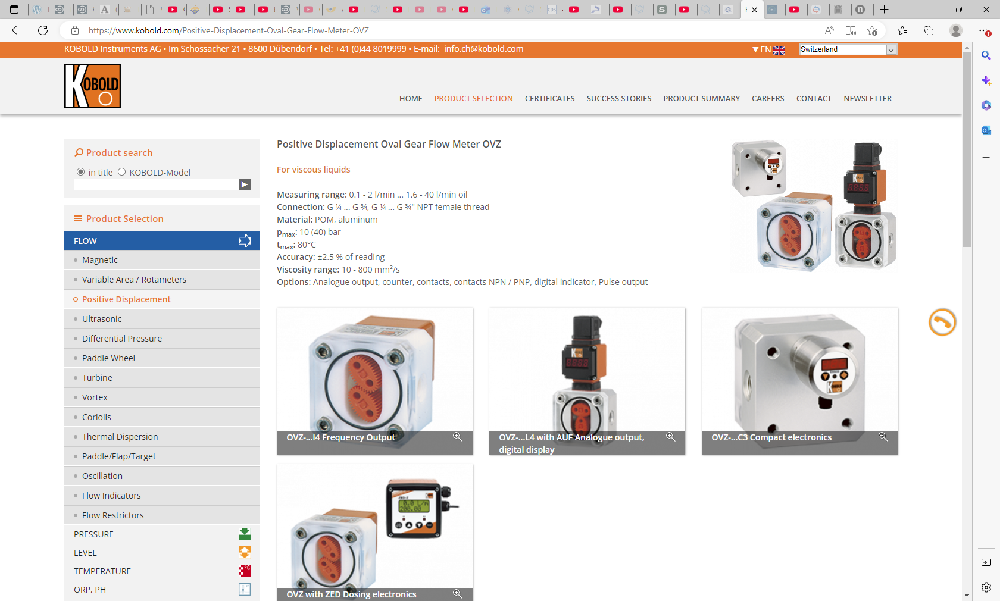 https://www.kobold.com/Positive-Displacement-Oval-Gear-Flow-Meter-OVZ
KOBOLD Instruments AG • Im Schossacher 21 • 8600 Dübendorf • Tel: +41 (0)44 8019999 • E-mail: info.ch@kobold.com
▼ EN
Switzerland
KOBOLD
HOME
PRODUCT SELECTION
CERTIFICATES
SUCCESS STORIES
PRODUCT SUMMARY
CAREERS
CONTACT
NEWSLETTER
Product search
in title
KOBOLD-Model
Product Selection
FLOW
Magnetic
Variable Area / Rotameters
Positive Displacement
Ultrasonic
Differential Pressure
Paddle Wheel
Turbine
Vortex
Coriolis
Thermal Dispersion
Paddle/Flap/Target
Oscillation
Flow Indicators
Flow Restrictors
PRESSURE
LEVEL
TEMPERATURE
°C
ORP, PH
Positive Displacement Oval Gear Flow Meter OVZ
For viscous liquids
Measuring range: 0.1 - 2 l/min ... 1.6 - 40 l/min oil
Connection: G ¼ ... G ¾, G ¼ ... G ¾" NPT female thread
Material: POM, aluminum
pmax: 10 (40) bar
tmax: 80°C
Accuracy: ±2.5 % of reading
Viscosity range: 10 - 800 mm²/s
Options: Analogue output, counter, contacts, contacts NPN / PNP, digital indicator, Pulse output
OVZ-...I4 Frequency Output
OVZ-...L4 with AUF Analogue output,
digital display
OVZ-...C3 Compact electronics
OVZ with ZED Dosing electronics